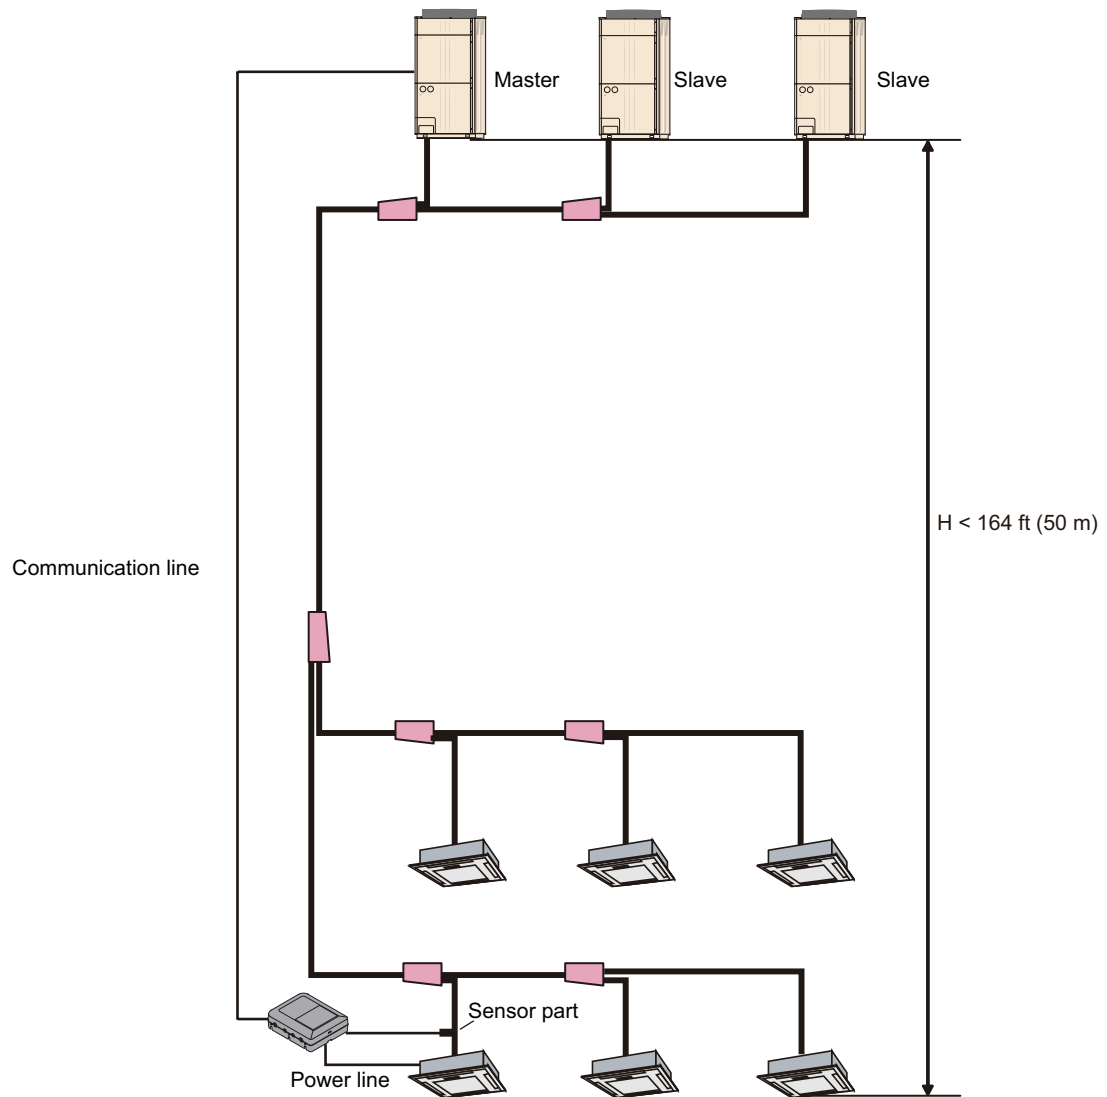 Master
Slave
Slave
H < 164 ft (50 m)
Communication line
Sensor part
Power line